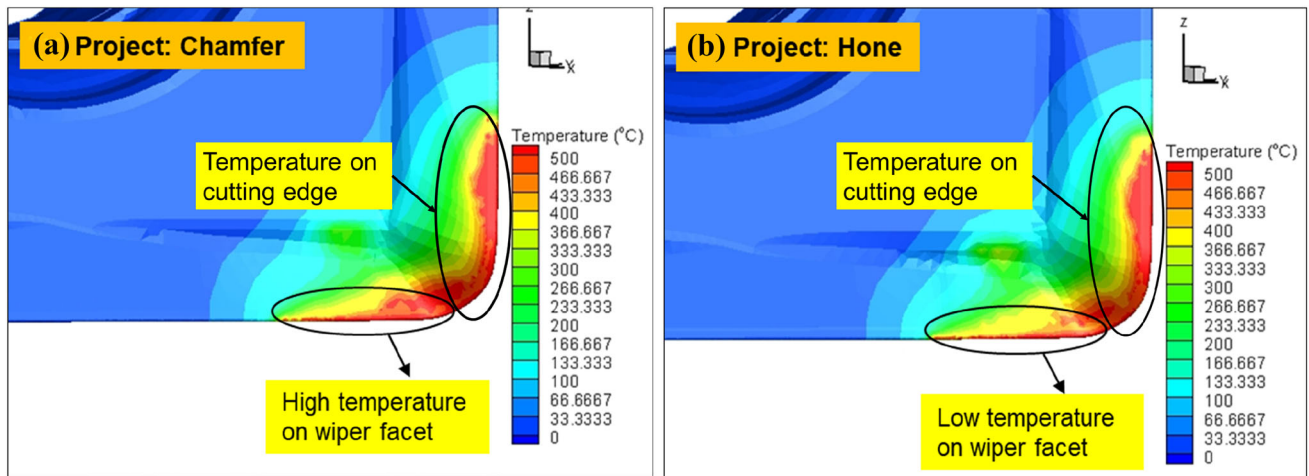 (a) Project: Chamfer
Z
Y
X
Temperature on
cutting edge
Temperature (°C)
500
466.667
433.333
400
366.667
333.333
300
266.667
233.333
200
166.667
133.333
100
66.6667
33.3333
0
High temperature
on wiper facet
(b) Project: Hone
Z
Y
X
Temperature on
cutting edge
Temperature (°C)
500
466.667
433.333
400
366.667
333.333
300
266.667
233.333
200
166.667
133.333
100
66.6667
33.3333
0
Low temperature
on wiper facet